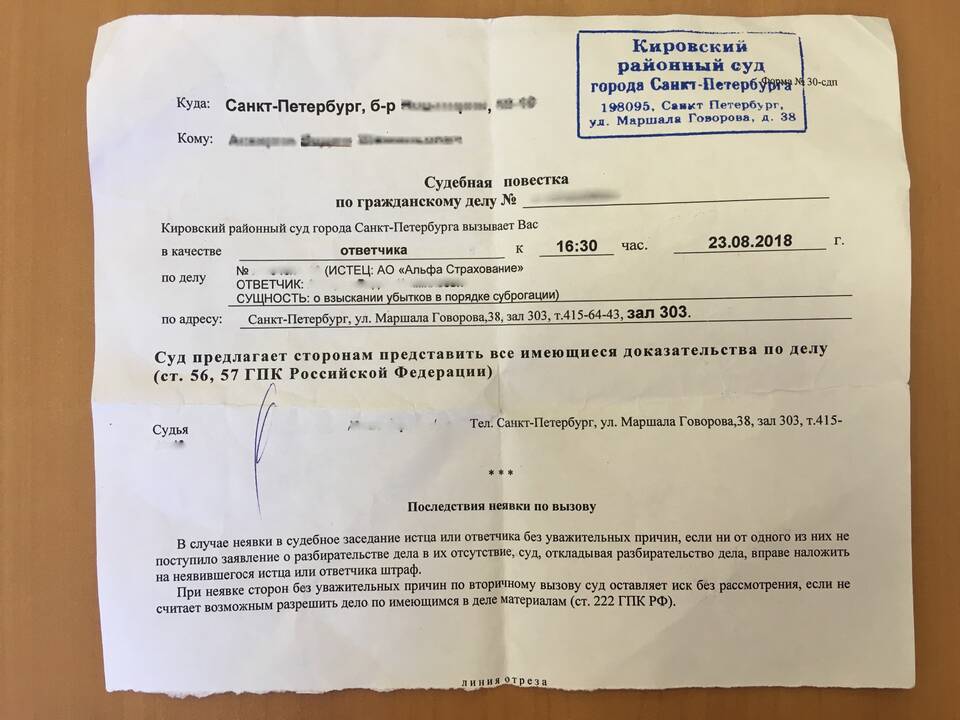 Кировский
районный суд
города Санкт-Петербурга
198095, Санкт Петербург,
ул. Маршала Говорова, д. 38
Форма № 30-сдп
Куда: Санкт-Петербург, б-р
Кому:
Судебная повестка
по гражданскому делу №
Кировский районный суд города Санкт-Петербурга вызывает Вас
в качестве ответчика к 16:30 час. 23.08.2018 г.
по делу № (ИСТЕЦ: АО «Альфа Страхование»
ОТВЕТЧИК:
СУЩНОСТЬ: о взыскании убытков в порядке суброгации)
по адресу: Санкт-Петербург, ул. Маршала Говорова,38, зал 303, т.415-64-43, зал 303.
Суд предлагает сторонам представить все имеющиеся доказательства по делу
(ст. 56, 57 ГПК Российской Федерации)
Судья Тел. Санкт-Петербург, ул. Маршала Говорова,38, зал 303, т.415-
* * *
Последствия неявки по вызову
В случае неявки в судебное заседание истца или ответчика без уважительных причин, если ни от одного из них не
поступило заявление о разбирательстве дела в их отсутствие, суд, откладывая разбирательство дела, вправе наложить
на неявившегося истца или ответчика штраф.
При неявке сторон без уважительных причин по вторичному вызову суд оставляет иск без рассмотрения, если не
считает возможным разрешить дело по имеющимся в деле материалам (ст. 222 ГПК РФ).
линия отреза